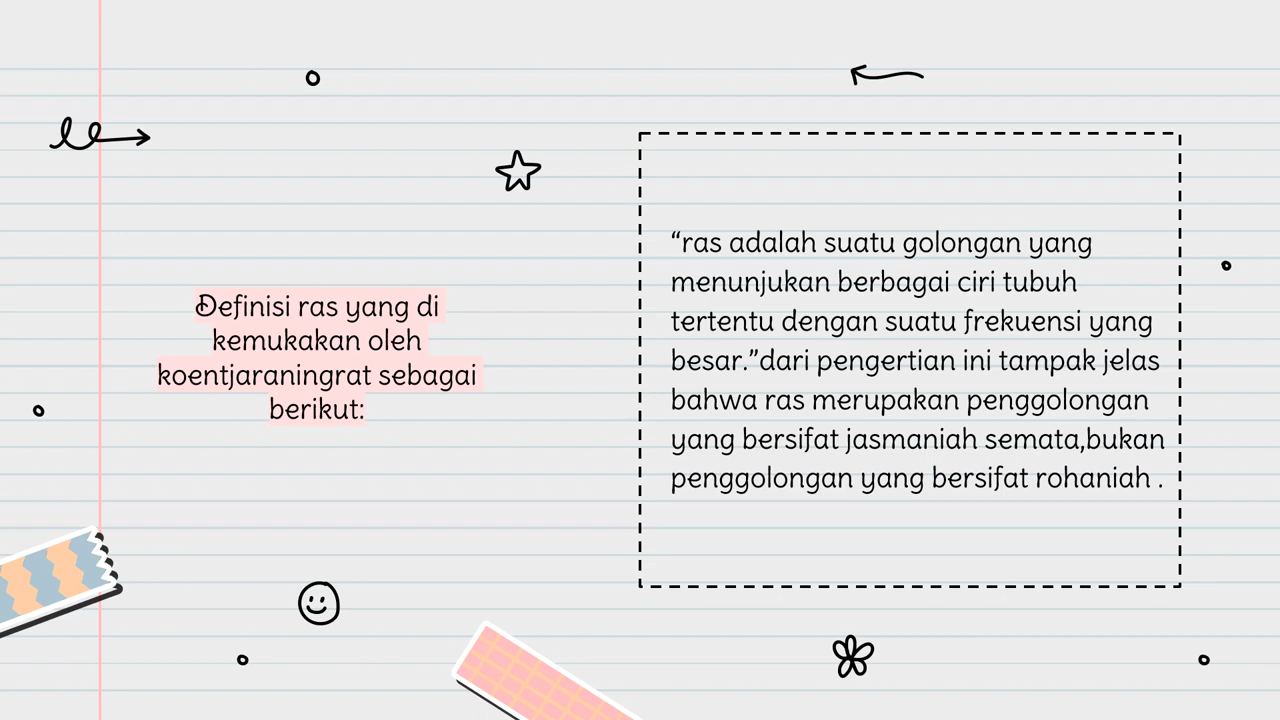 Definisi ras yang di
kemukakan oleh
koentjaraningrat sebagai
berikut:
“ras adalah suatu golongan yang
menunjukan berbagai ciri tubuh
tertentu dengan suatu frekuensi yang
besar.”dari pengertian ini tampak jelas
bahwa ras merupakan penggolongan
yang bersifat jasmaniah semata,bukan
penggolongan yang bersifat rohaniah .